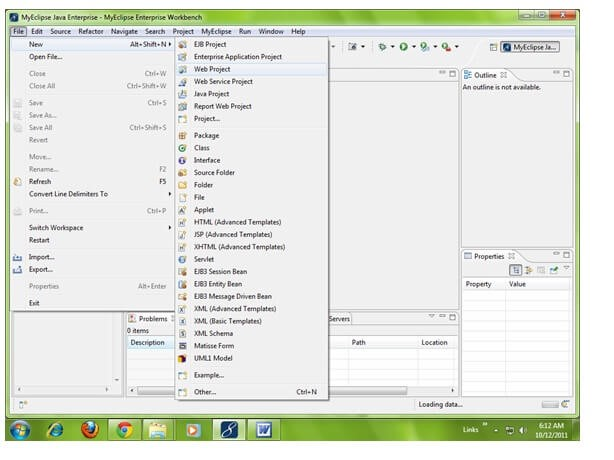 MyEclipse Java Enterprise - MyEclipse Enterprise Workbench
File Edit Source Refactor Navigate Search Project MyEclipse Run Window Help
New Alt+Shift+N
Open File...
Close Ctrl+W
Close All Ctrl+Shift+W
Save Ctrl+S
Save As...
Save All Ctrl+Shift+S
Revert
Move...
Rename... F2
Refresh F5
Convert Line Delimiters To
Print... Ctrl+P
Switch Workspace
Restart
Import...
Export...
Properties Alt+Enter
Exit
EJB Project
Enterprise Application Project
Web Project
Web Service Project
Java Project
Report Web Project
Project...
Package
Class
Interface
Source Folder
Folder
File
Applet
HTML (Advanced Templates)
JSP (Advanced Templates)
XHTML (Advanced Templates)
Servlet
EJB3 Session Bean
EJB3 Entity Bean
EJB3 Message Driven Bean
XML (Advanced Templates)
XML (Basic Templates)
XML Schema
Matisse Form
UML1 Model
Example...
Other... Ctrl+N
MyEclipse Ja...
Outline
An outline is not available.
Properties
Property Value
Problems
Servers
0 items
Description Path Location
Loading data...
Links
6:12 AM
10/12/2011